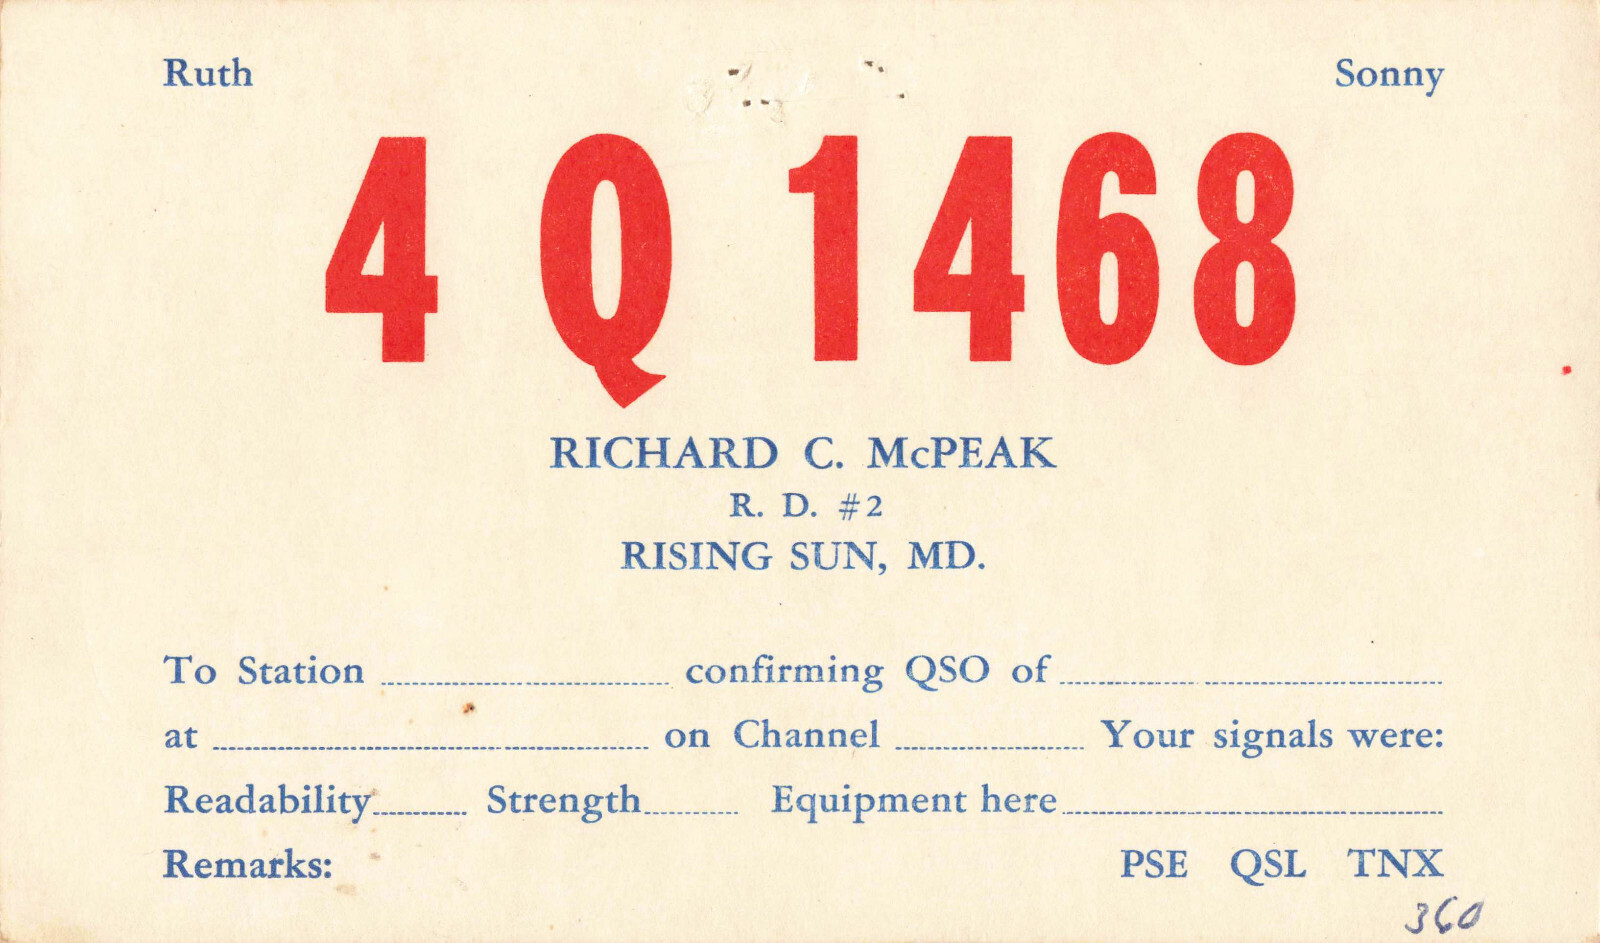 Ruth Sonny
4 Q 1468
RICHARD C. McPEAK
R. D. #2
RISING SUN, MD.
To Station confirming QSO of
at on Channel Your signals were:
Readability Strength Equipment here
Remarks: PSE QSL TNX
360